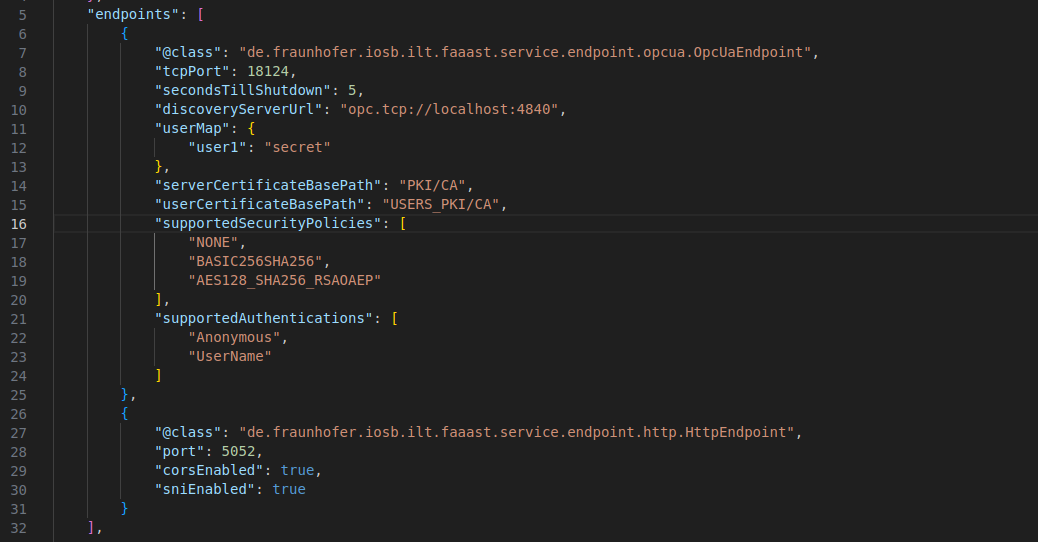 5 "endpoints": [
6 {
7 "@class": "de.fraunhofer.iosb.ilt.faaast.service.endpoint.opcua.OpcUaEndpoint",
8 "tcpPort": 18124,
9 "secondsTillShutdown": 5,
10 "discoveryServerUrl": "opc.tcp://localhost:4840",
11 "userMap": {
12 "user1": "secret"
13 },
14 "serverCertificateBasePath": "PKI/CA",
15 "userCertificateBasePath": "USERS_PKI/CA",
16 "supportedSecurityPolicies": [
17 "NONE",
18 "BASIC256SHA256",
19 "AES128_SHA256_RSAOAEP"
20 ],
21 "supportedAuthentications": [
22 "Anonymous",
23 "UserName"
24 ]
25 },
26 {
27 "@class": "de.fraunhofer.iosb.ilt.faaast.service.endpoint.http.HttpEndpoint",
28 "port": 5052,
29 "corsEnabled": true,
30 "sniEnabled": true
31 }
32 ],